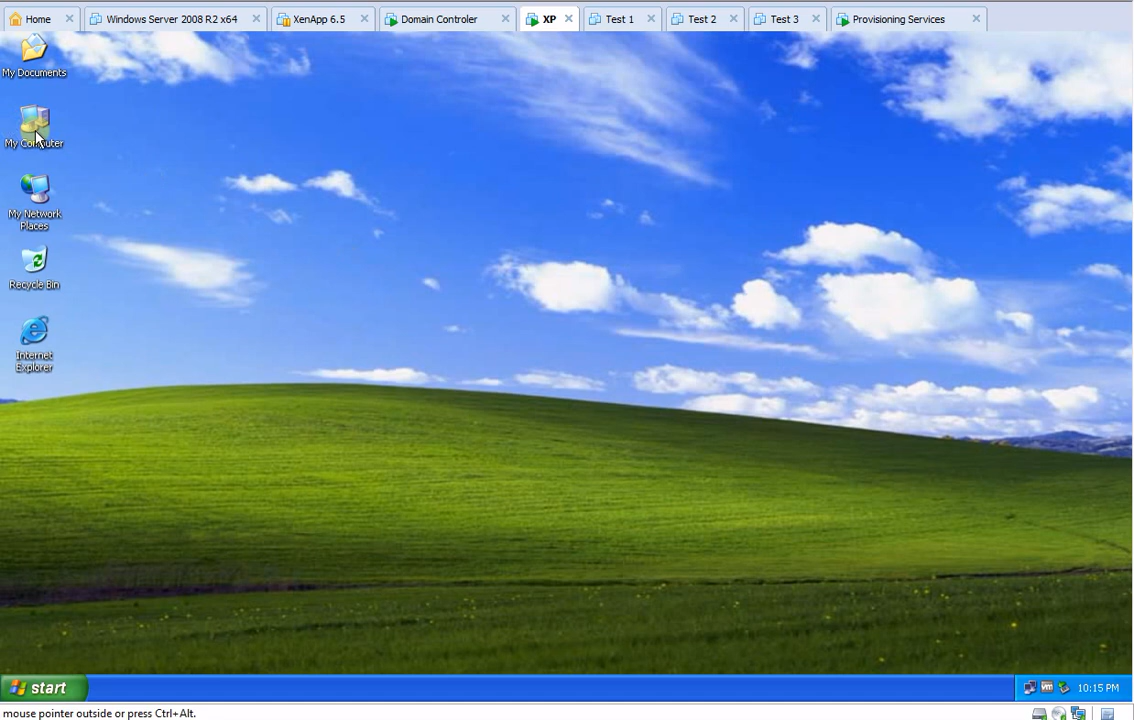 Home
Windows Server 2008 R2 x64
XenApp 6.5
Domain Controler
XP
Test 1
Test 2
Test 3
Provisioning Services
My Documents
My Computer
My Network
Places
Recycle Bin
Internet
Explorer
start
vm
10:15 PM
mouse pointer outside or press Ctrl+Alt.